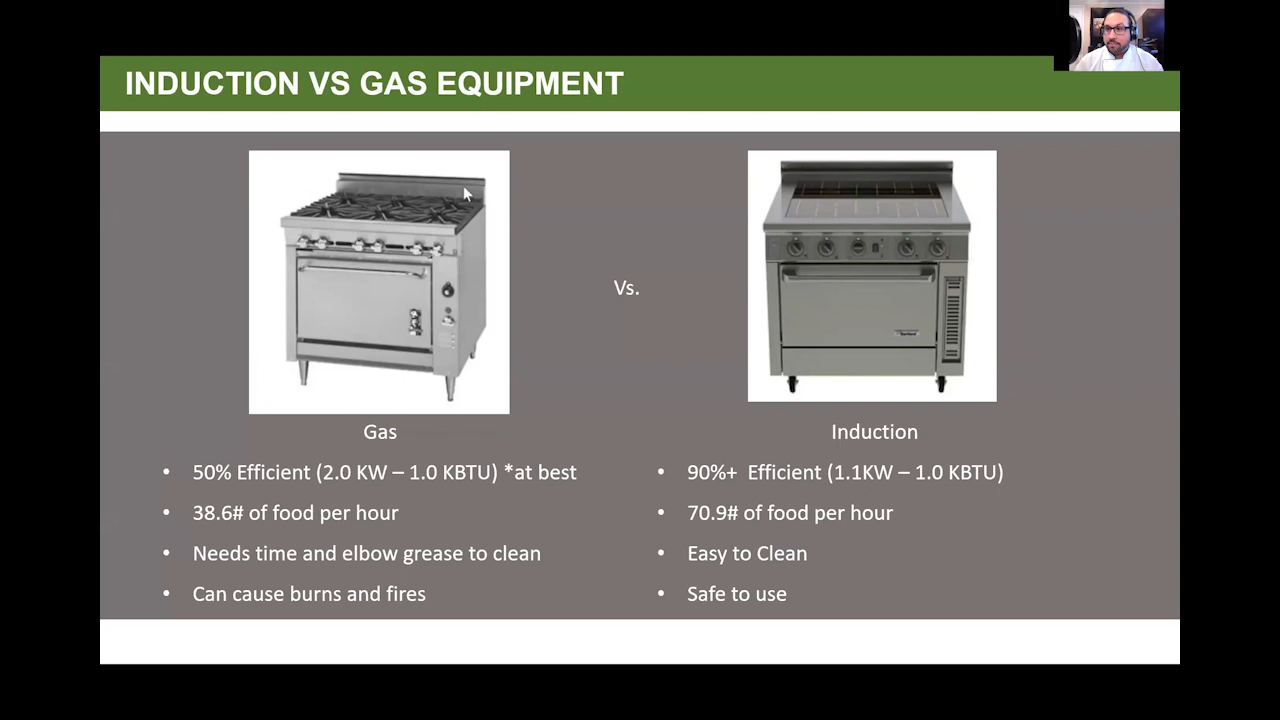 INDUCTION VS GAS EQUIPMENT
Vs.
Gas
• 50% Efficient (2.0 KW – 1.0 KBTU) *at best
• 38.6# of food per hour
• Needs time and elbow grease to clean
• Can cause burns and fires
Induction
• 90%+ Efficient (1.1KW – 1.0 KBTU)
• 70.9# of food per hour
• Easy to Clean
• Safe to use